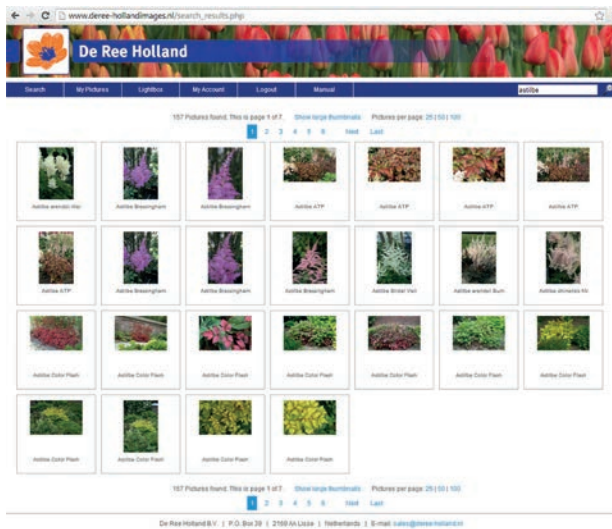 www.deree-hollandimages.nl/search_results.php
De Ree Holland
Search My Pictures Lightbox My Account Logout Manual astilbe
157 Pictures found. This is page 1 of 7. Show large thumbnails Pictures per page: 25 | 50 | 100
1 2 3 4 5 6 Next Last
Astilbe arendsii Astilbe Bressingham Astilbe Bressingham Astilbe ATP Astilbe ATP Astilbe ATP Astilbe ATP
Astilbe ATP Astilbe Bressingham Astilbe Bressingham Astilbe Bressingham Astilbe Bridal Veil Astilbe arendsii Bum Astilbe chinensis
Astilbe Color Flash Astilbe Color Flash Astilbe Color Flash Astilbe Color Flash Astilbe Color Flash Astilbe Color Flash Astilbe Color Flash
Astilbe Color Flash Astilbe Color Flash Astilbe Color Flash Astilbe Color Flash
157 Pictures found. This is page 1 of 7. Show large thumbnails Pictures per page: 25 | 50 | 100
1 2 3 4 5 6 Next Last
De Ree Holland B.V. | P.O. Box 39 | 2160 AA Lisse | Netherlands | E-mail: sales@deree-holland.nl